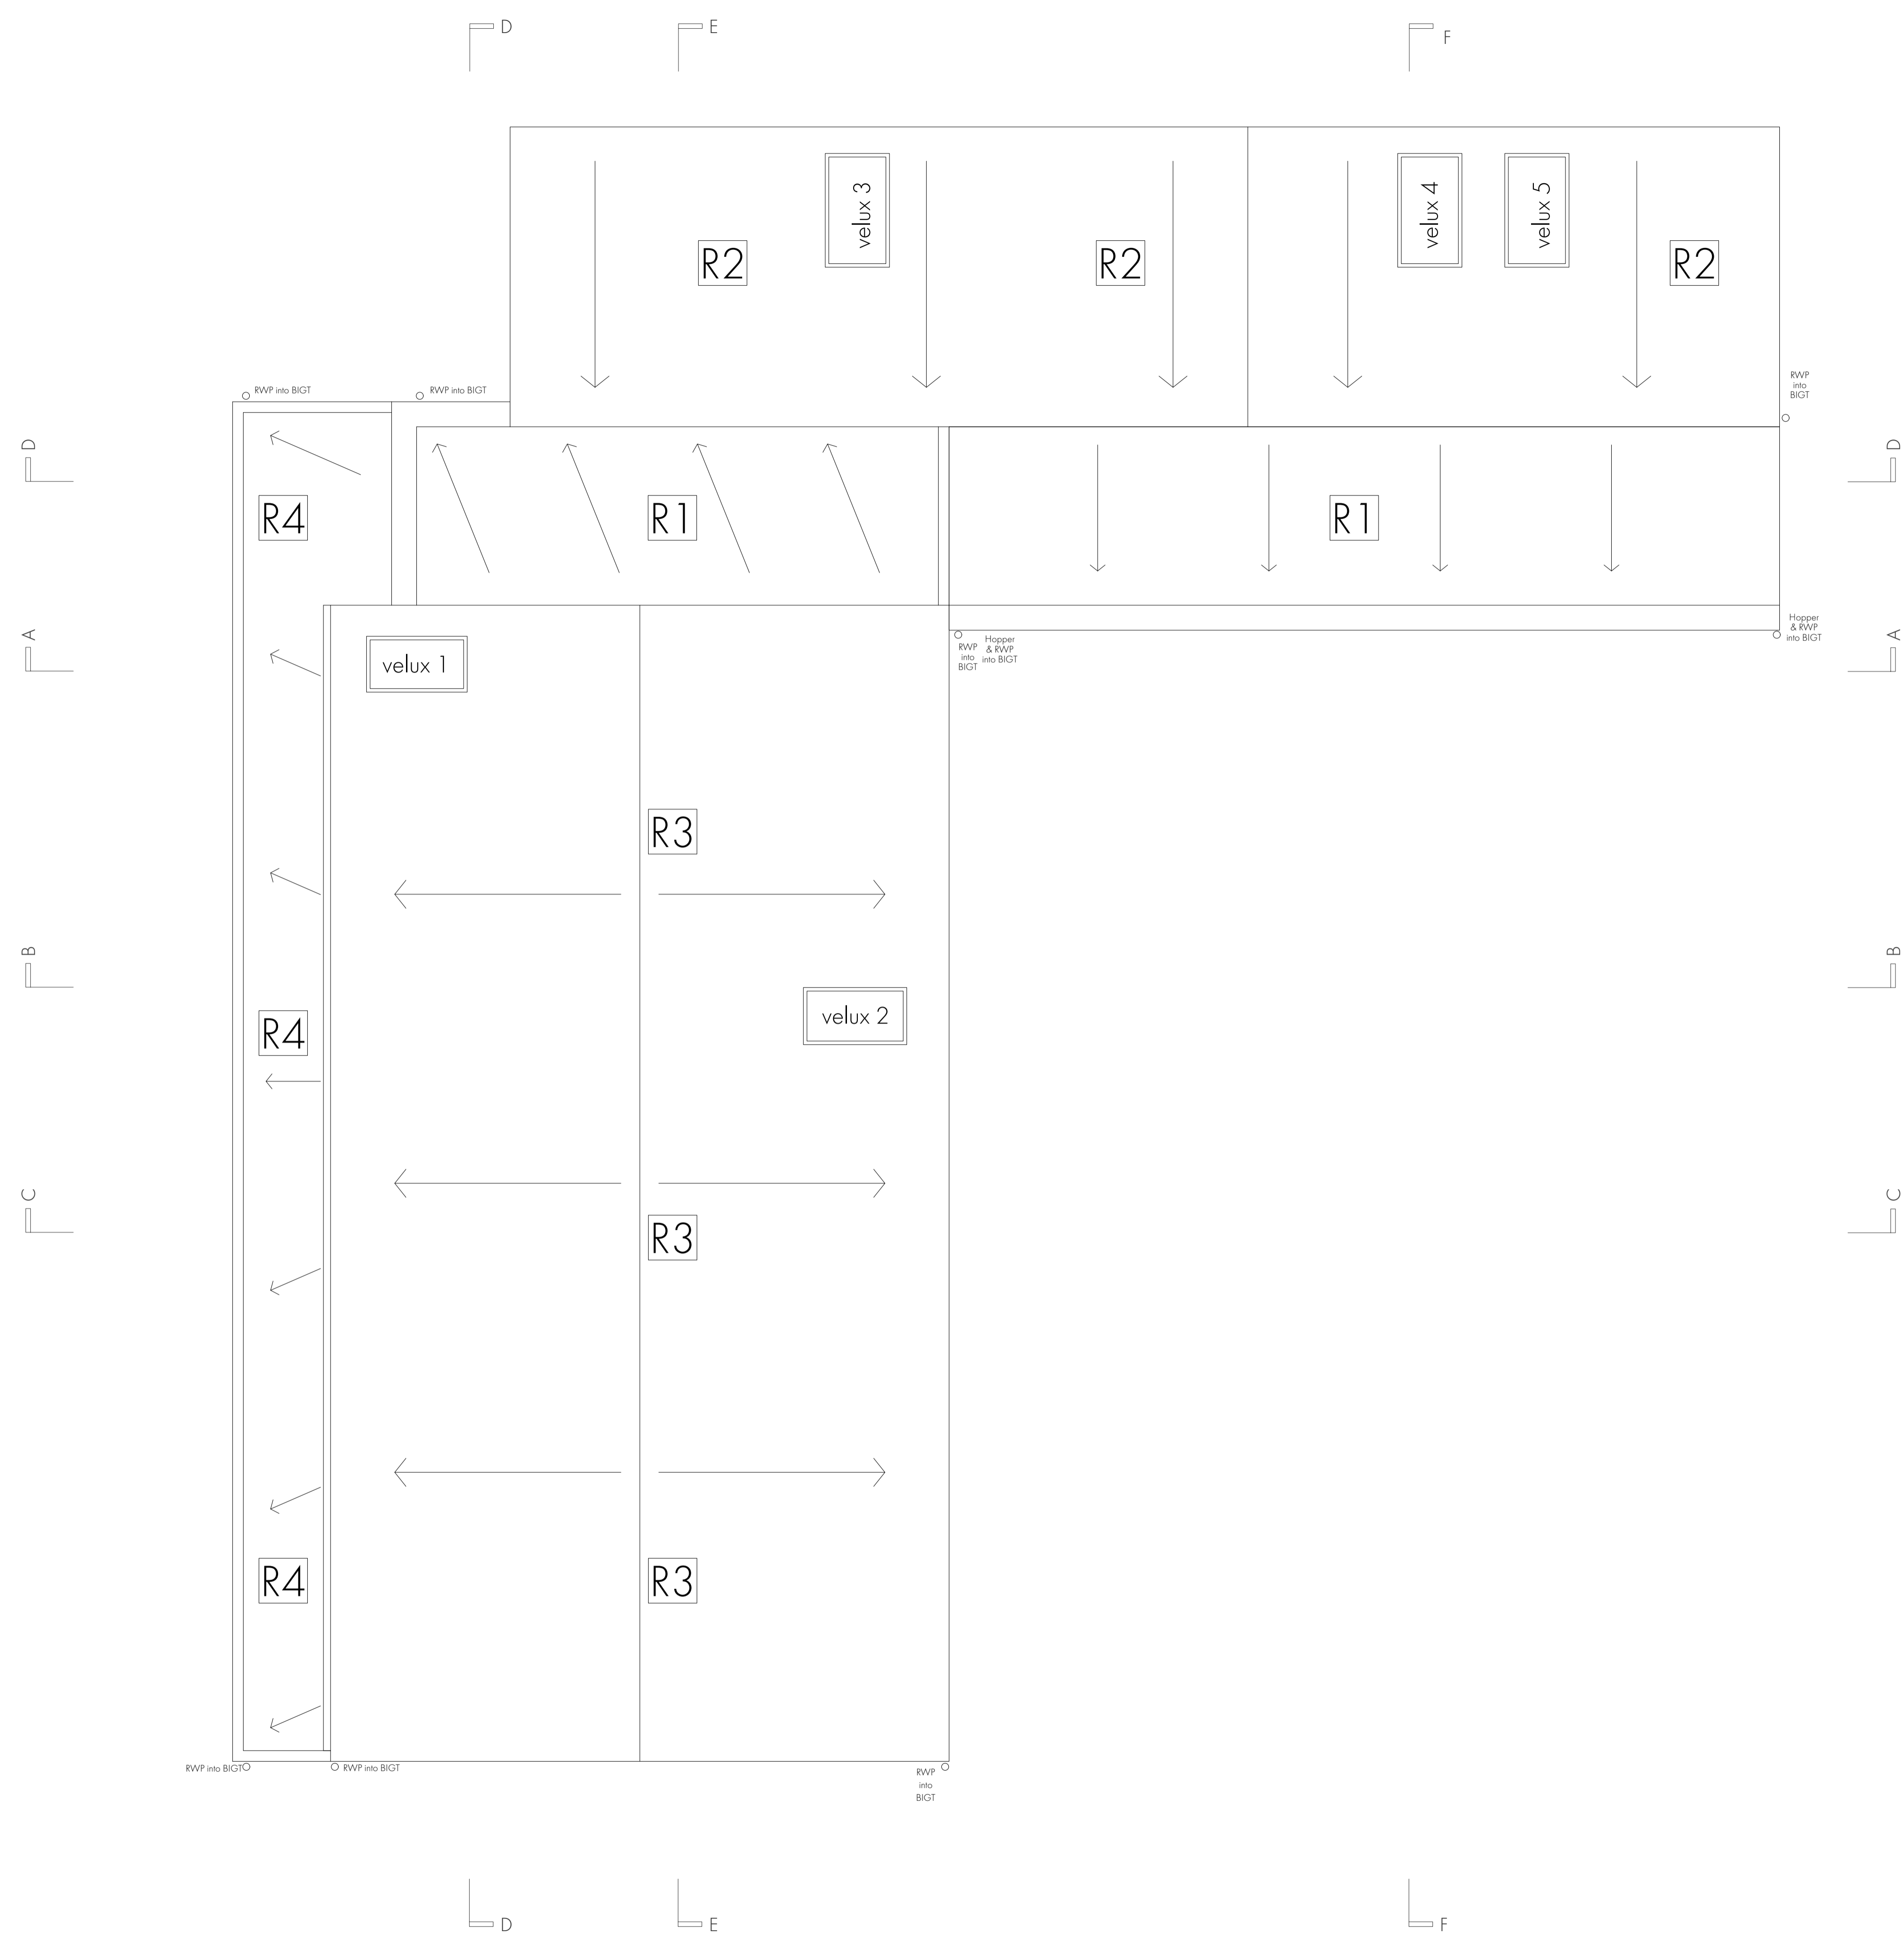 D
E
F
velux 3
velux 4
velux 5
R2
R2
R2
RWP into BIGT
RWP into BIGT
RWP
into
BIGT
D
D
R4
R1
R1
A
A
Hopper
& RWP
into BIGT
RWP
into
BIGT
Hopper
& RWP
into BIGT
velux 1
R3
B
B
velux 2
R4
C
C
R3
R4
R3
RWP into BIGT
RWP into BIGT
RWP
into
BIGT
D
E
F